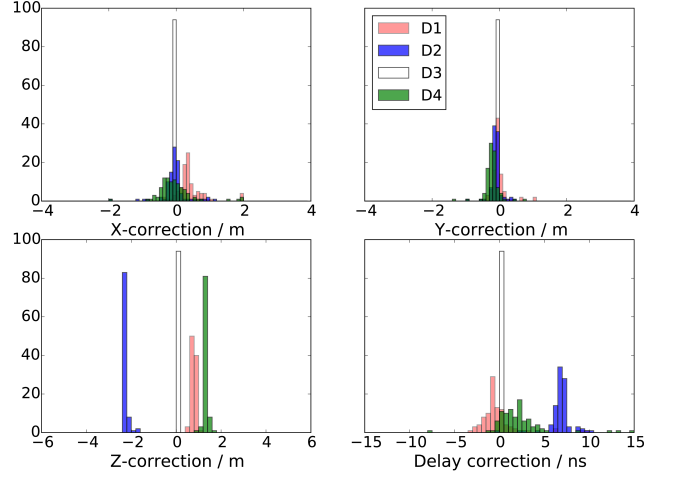 100
80
60
40
20
0
−4 −2 0 2 4
X-correction / m
D1
D2
D3
D4
−4 −2 0 2 4
Y-correction / m
100
80
60
40
20
0
−6 −4 −2 0 2 4 6
Z-correction / m
−15 −10 −5 0 5 10 15
Delay correction / ns